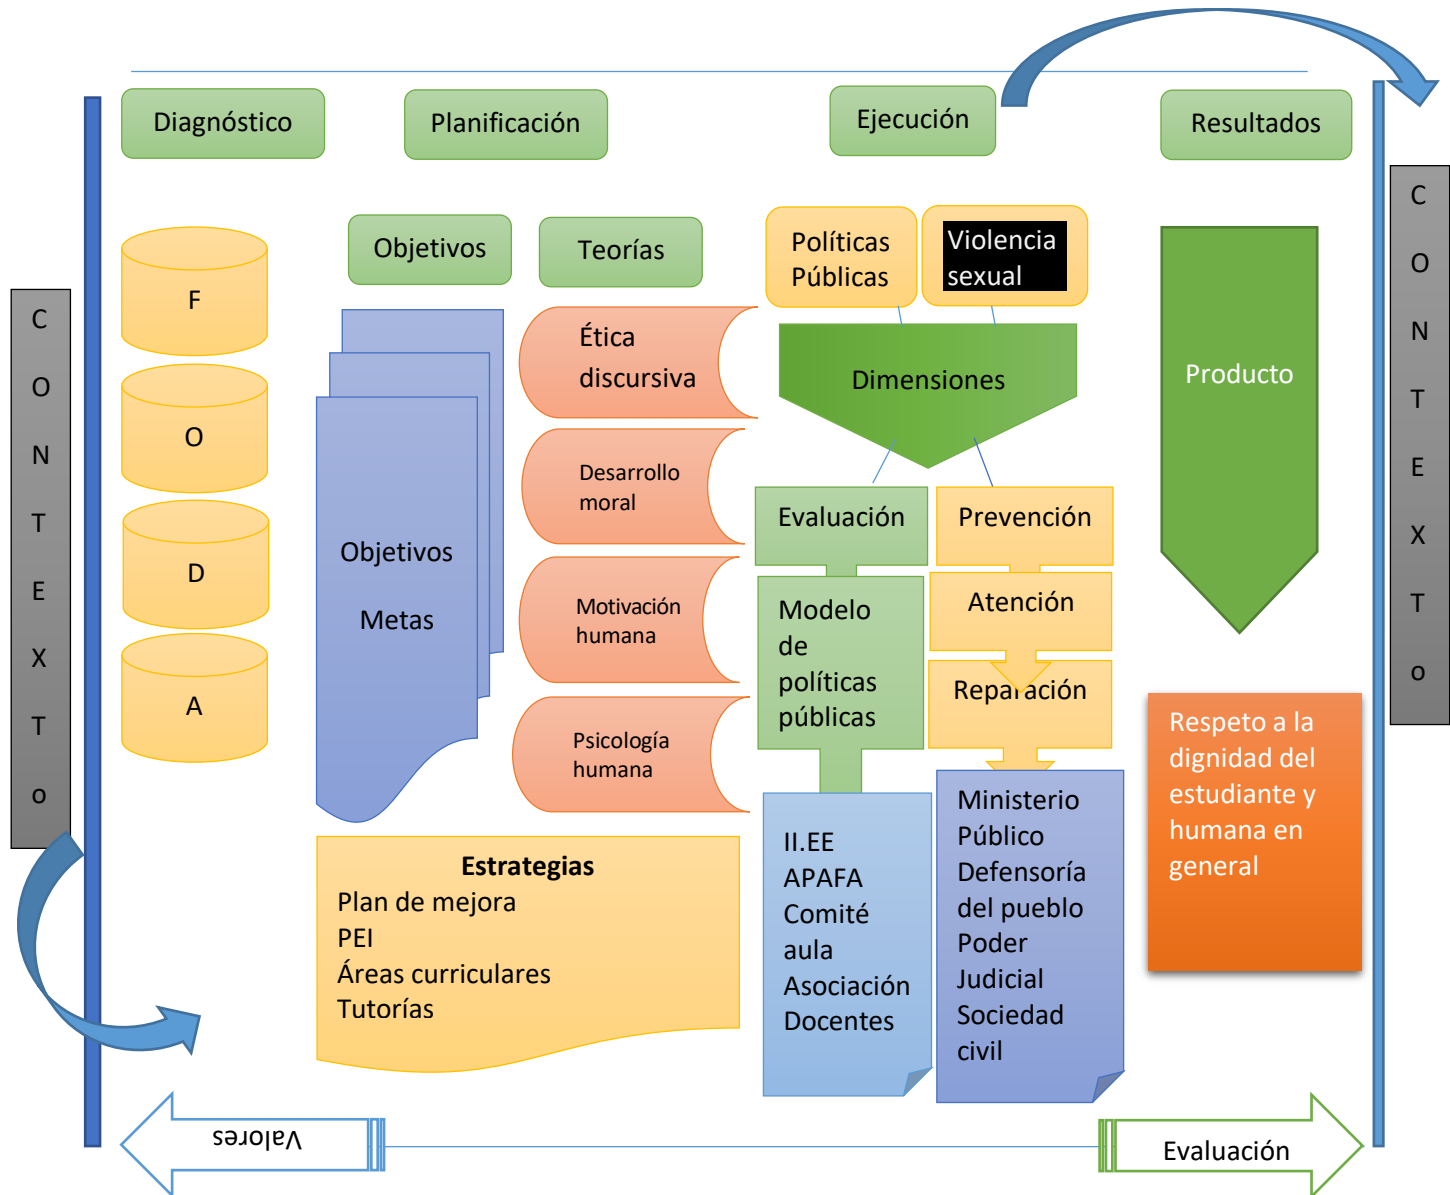 Diagnóstico
Planificación
Ejecución
Resultados
C
O
N
T
E
X
T
o
F
O
D
A
Objetivos
Objetivos
Metas
Teorías
Ética
discursiva
Desarrollo
moral
Motivación
humana
Psicología
humana
Estrategias
Plan de mejora
PEI
Áreas curriculares
Tutorías
Políticas
Públicas
Violencia
sexual
Dimensiones
Evaluación
Modelo
de
políticas
públicas
II.EE
APAFA
Comité
aula
Asociación
Docentes
Prevención
Atención
Reparación
Ministerio
Público
Defensoría
del pueblo
Poder
Judicial
Sociedad
civil
Producto
Respeto a la
dignidad del
estudiante y
humana en
general
C
O
N
T
E
X
T
o
Valores
Evaluación